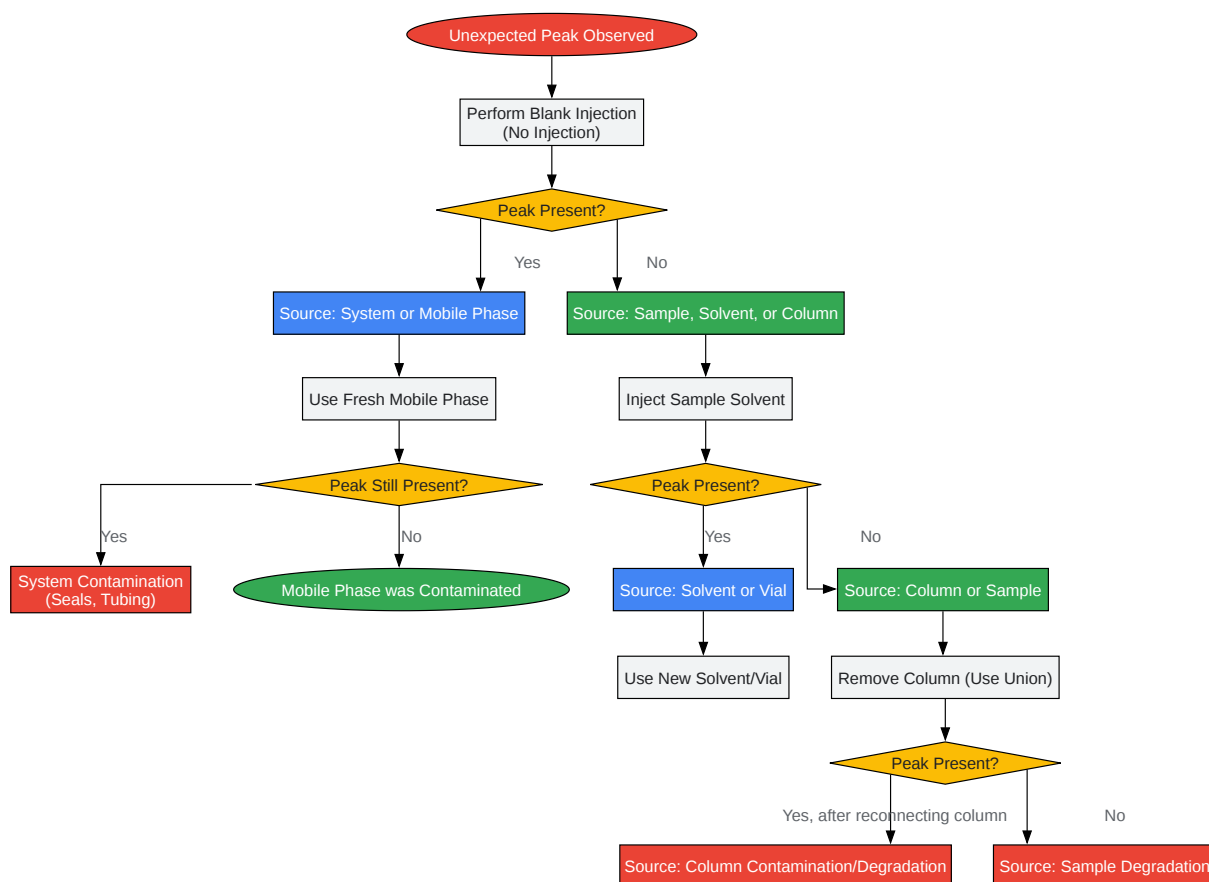 Unexpected Peak Observed
Perform Blank Injection
(No Injection)
Peak Present?
Yes
No
Source: System or Mobile Phase
Source: Sample, Solvent, or Column
Use Fresh Mobile Phase
Inject Sample Solvent
Peak Still Present?
Peak Present?
Yes
No
Yes
No
System Contamination
(Seals, Tubing)
Mobile Phase was Contaminated
Source: Solvent or Vial
Source: Column or Sample
Use New Solvent/Vial
Remove Column (Use Union)
Peak Present?
Yes, after reconnecting column
No
Source: Column Contamination/Degradation
Source: Sample Degradation